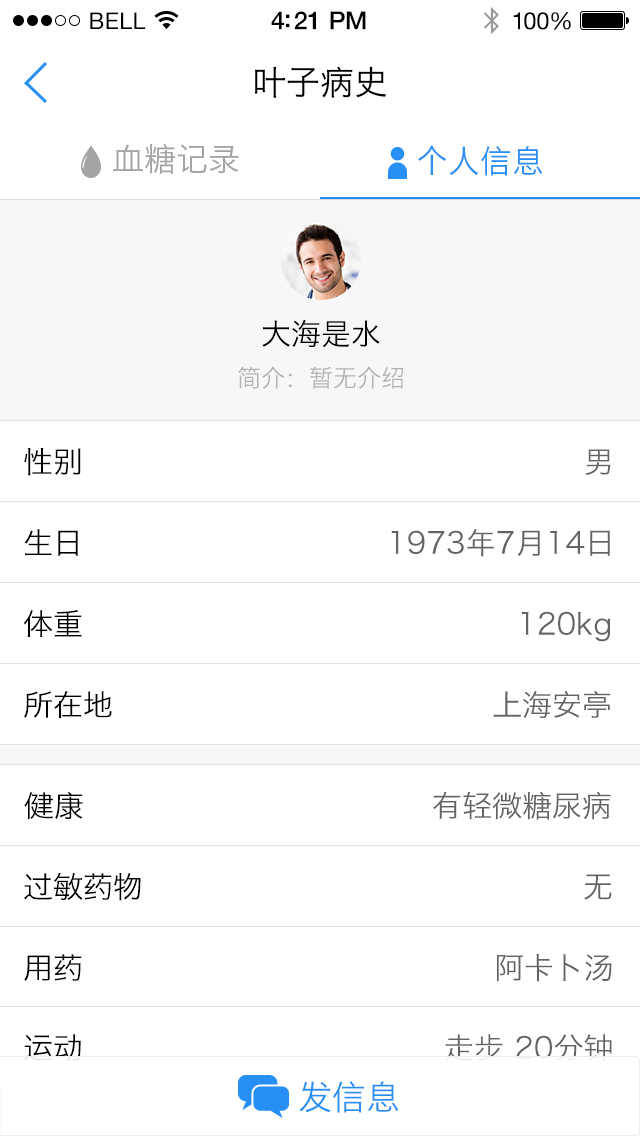 BELL 4:21 PM 100%
叶子病史
血糖记录 个人信息
大海是水
简介：暂无介绍
性别 男
生日 1973年7月14日
体重 120kg
所在地 上海安亭
健康 有轻微糖尿病
过敏药物 无
用药 阿卡卜汤
运动 走步 20分钟
发信息